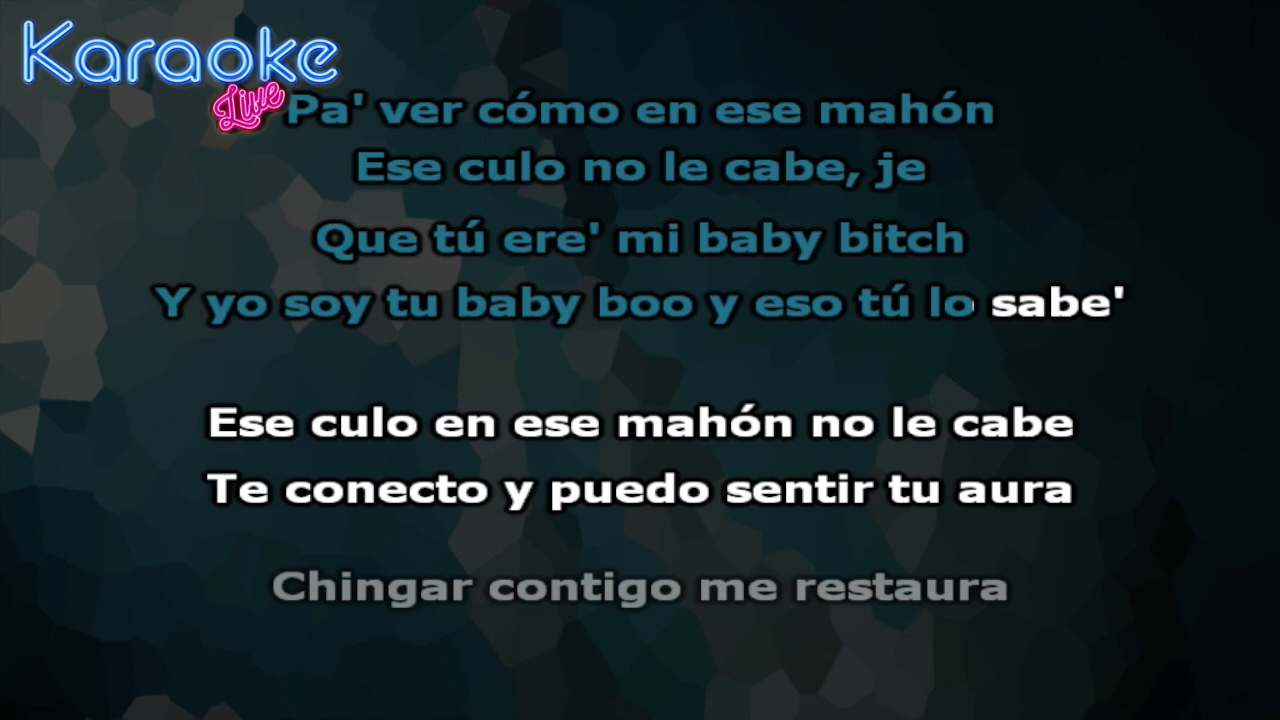 Karaoke
Live
Pa' ver cómo en ese mahón
Ese culo no le cabe, je
Que tú ere' mi baby bitch
Y yo soy tu baby boo y eso tú lo sabe'
Ese culo en ese mahón no le cabe
Te conecto y puedo sentir tu aura
Chingar contigo me restaura